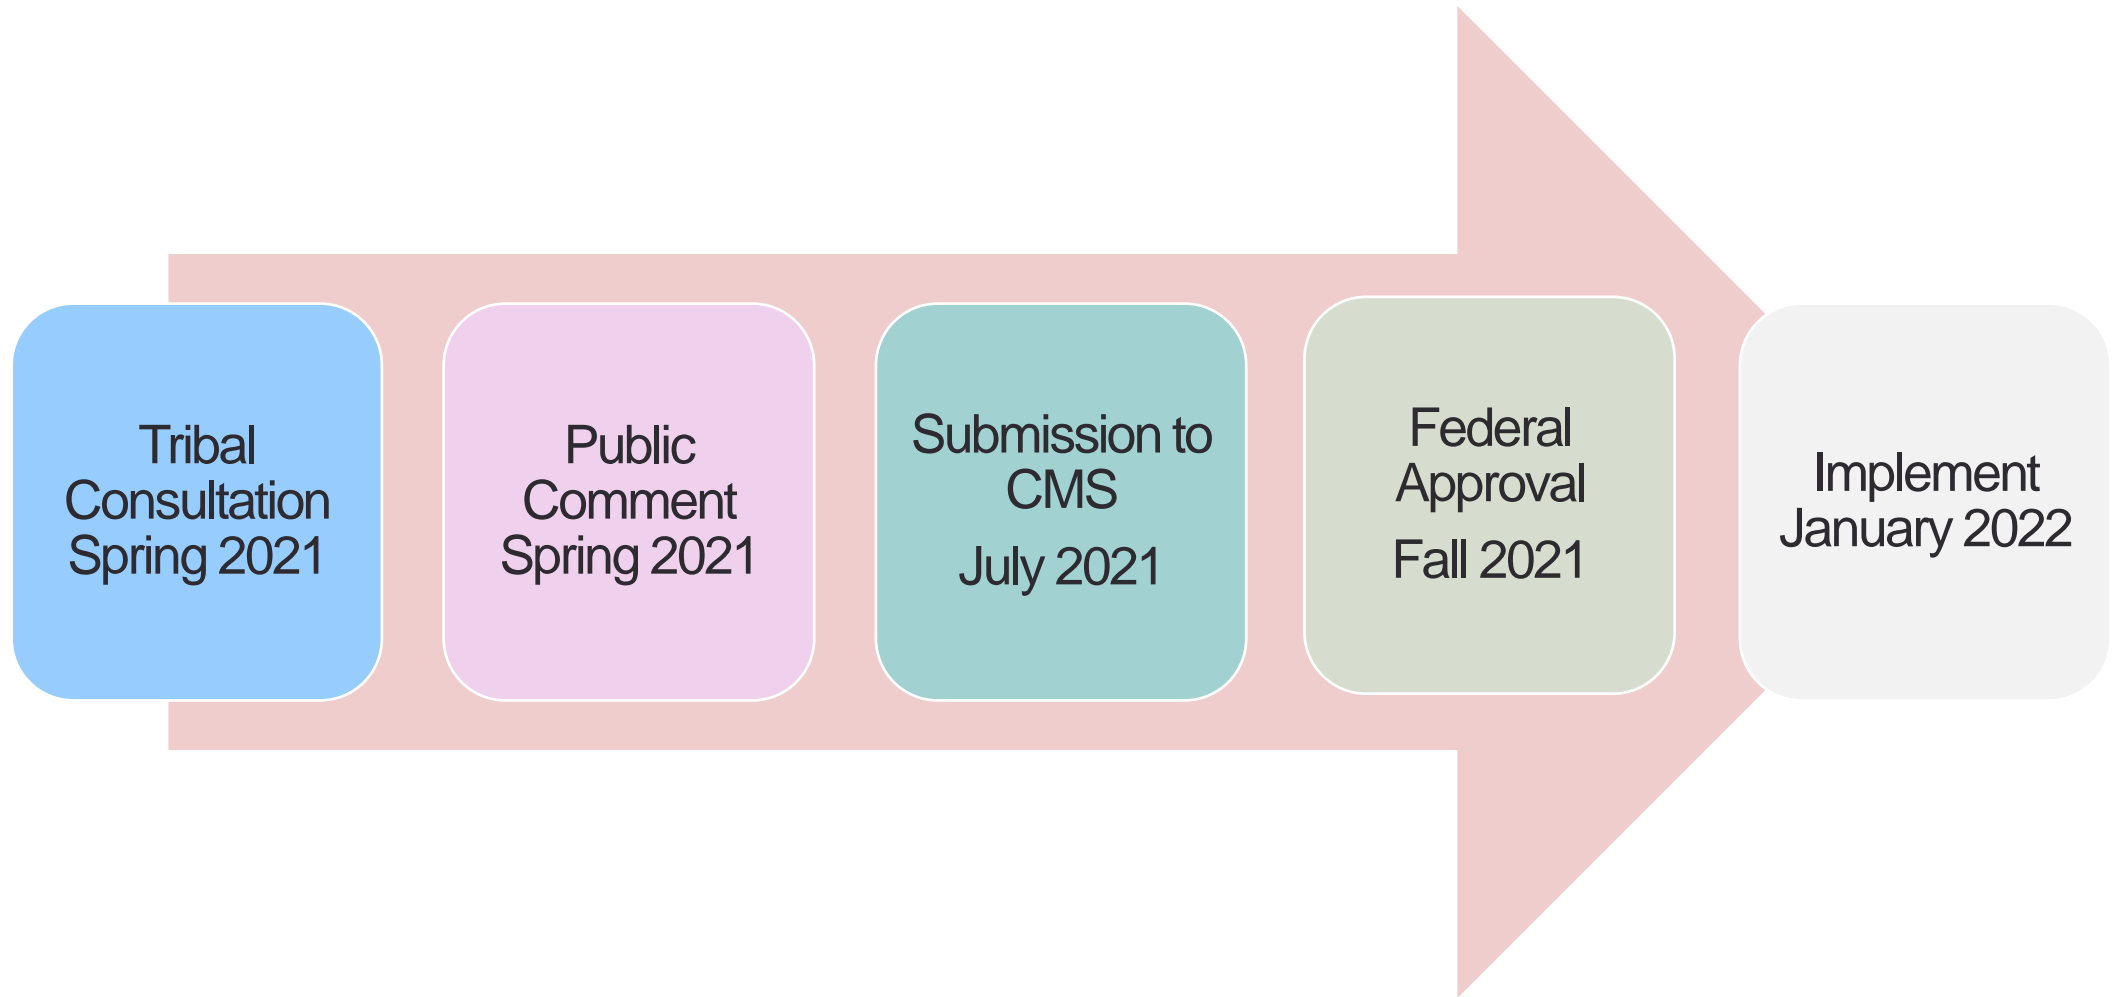 Tribal
Consultation
Spring 2021
Public
Comment
Spring 2021
Submission to
CMS
July 2021
Federal
Approval
Fall 2021
Implement
January 2022